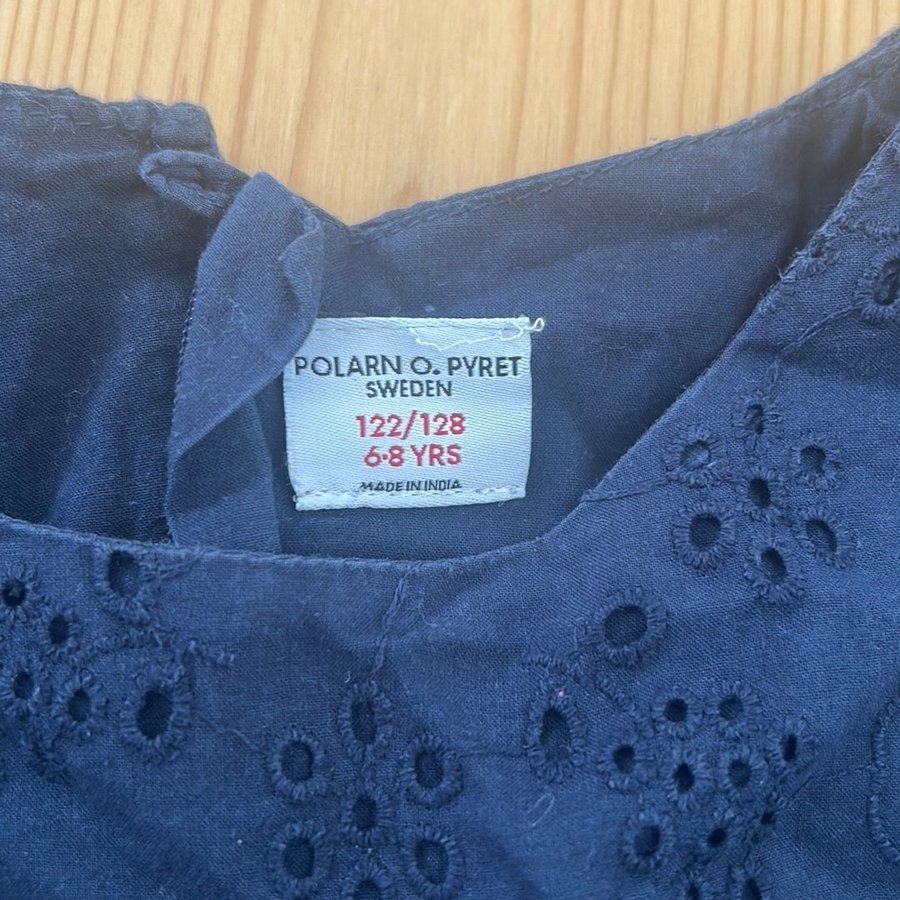 POLARN O. PYRET
SWEDEN
122/128
6-8 YRS
MADE IN INDIA